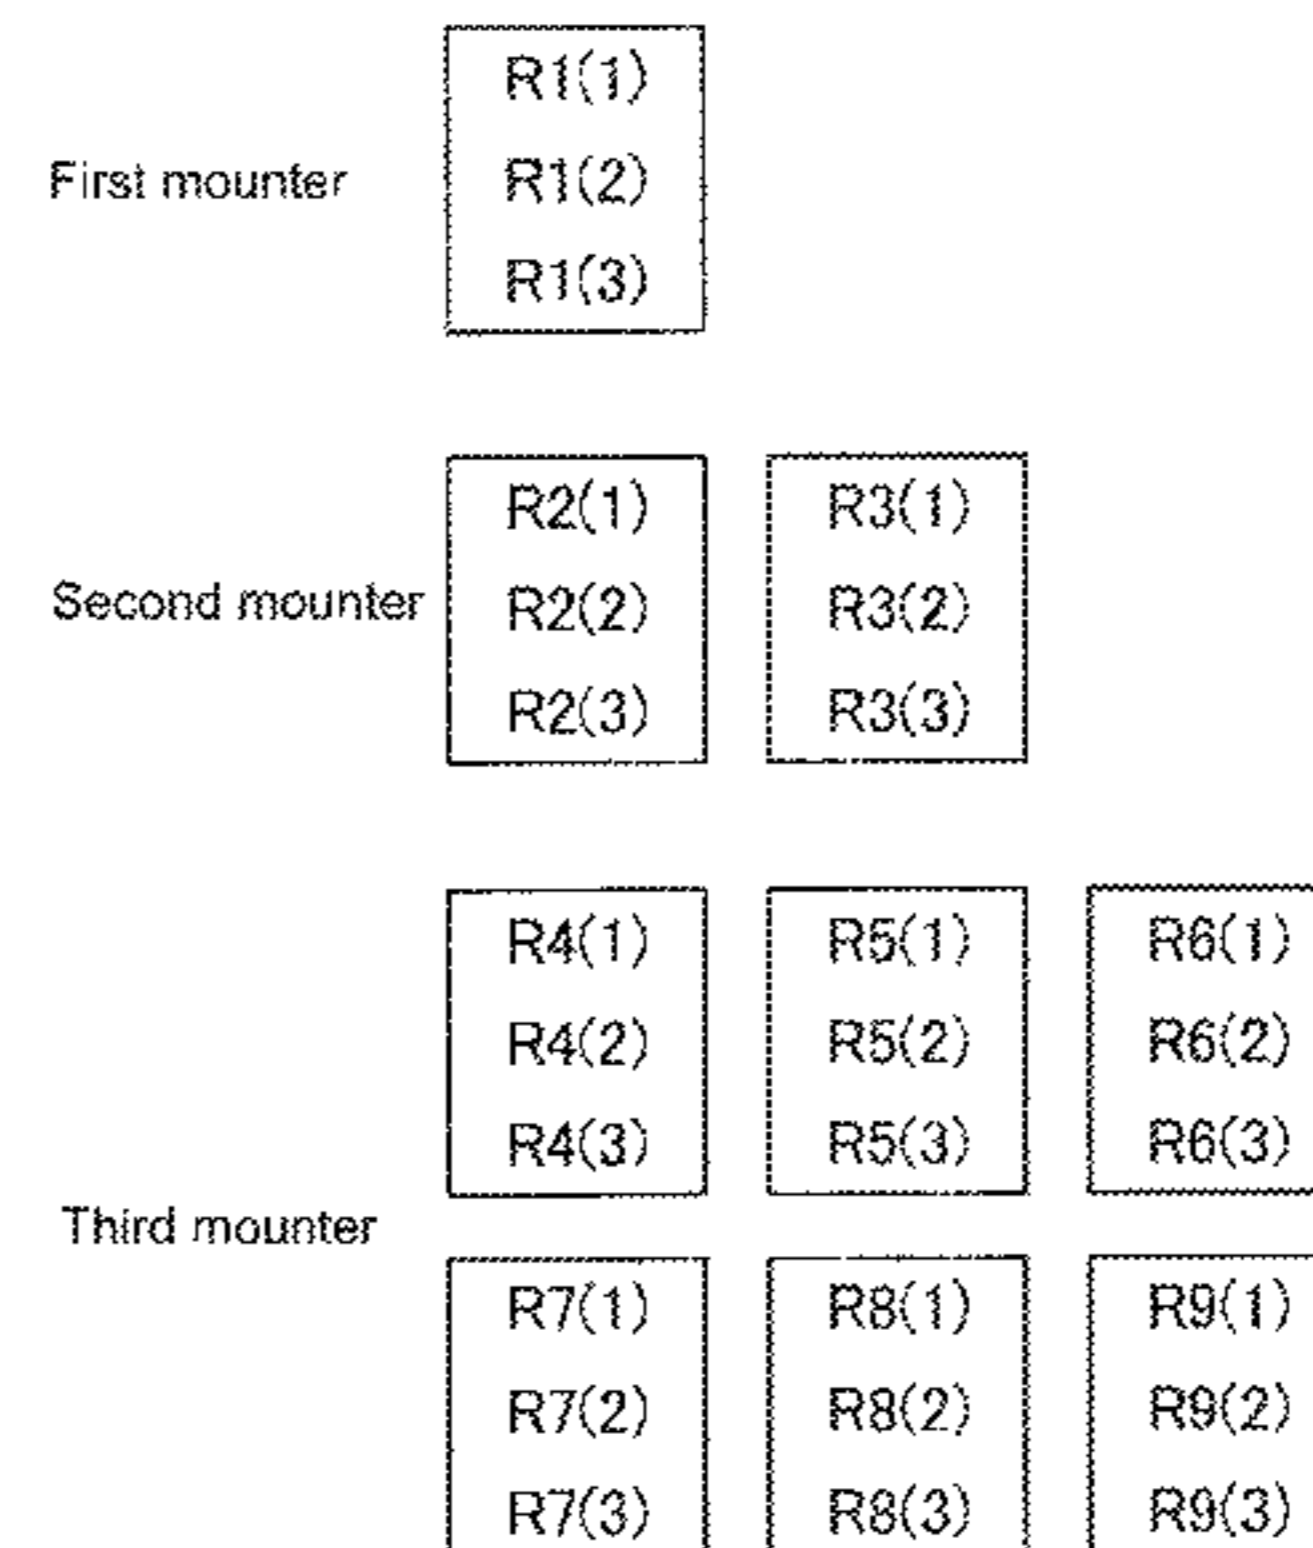 R1(1)
First mounter R1(2)
R1(3)
R2(1) R3(1)
Second mounter R2(2) R3(2)
R2(3) R3(3)
R4(1) R5(1) R6(1)
R4(2) R5(2) R6(2)
R4(3) R5(3) R6(3)
Third mounter
R7(1) R8(1) R9(1)
R7(2) R8(2) R9(2)
R7(3) R8(3) R9(3)